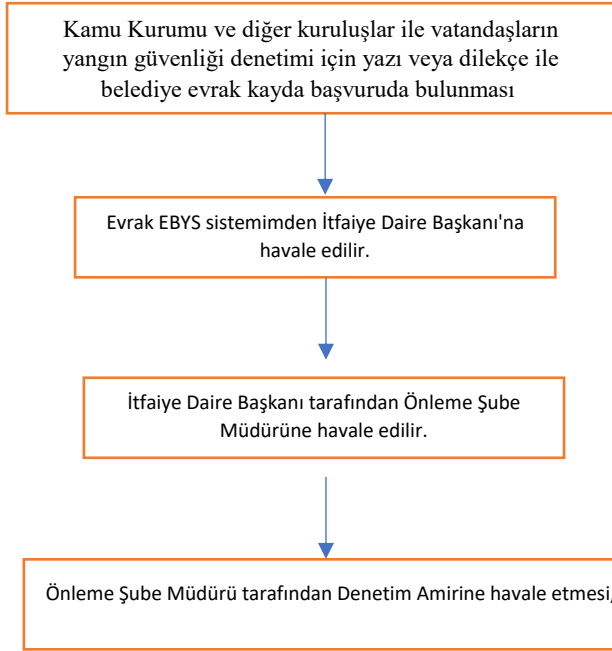 Kamu Kurumu ve diğer kuruluşlar ile vatandaşların
yangın güvenliği denetimi için yazı veya dilekçe ile
belediye evrak kayda başvuruda bulunması
Evrak EBYS sistemimden İtfaiye Daire Başkanı'na
havale edilir.
İtfaiye Daire Başkanı tarafından Önleme Şube
Müdürüne havale edilir.
Önleme Şube Müdürü tarafından Denetim Amirine havale etmesi,